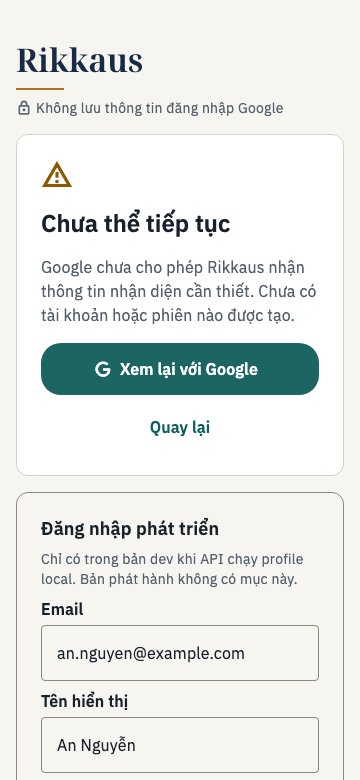 Rikkaus
Không lưu thông tin đăng nhập Google
Chưa thể tiếp tục
Google chưa cho phép Rikkaus nhận
thông tin nhận diện cần thiết. Chưa có
tài khoản hoặc phiên nào được tạo.
Xem lại với Google
Quay lại
Đăng nhập phát triển
Chỉ có trong bản dev khi API chạy profile
local. Bản phát hành không có mục này.
Email
an.nguyen@example.com
Tên hiển thị
An Nguyễn